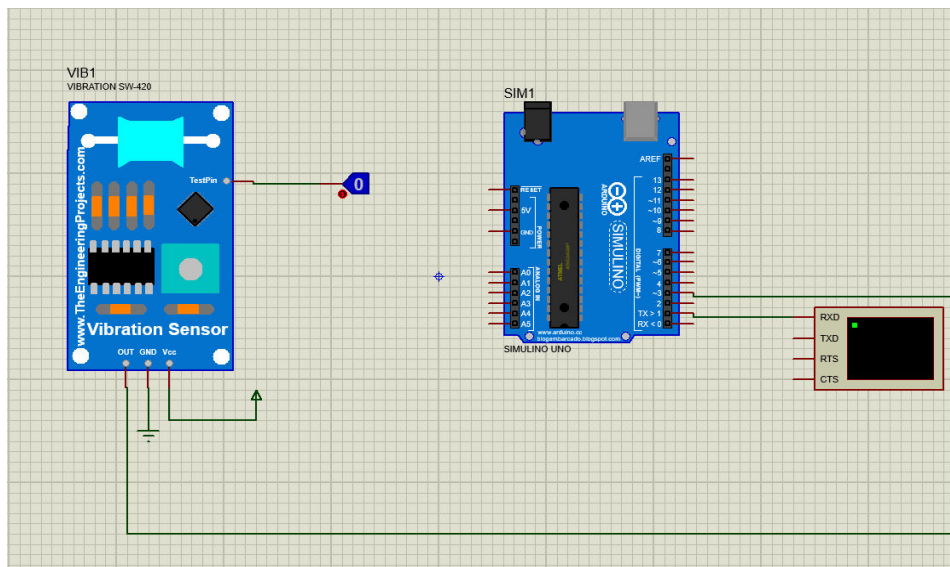 VIB1
VIBRATION SW-420
www.TheEngineeringProjects.com
TestPin
0
Vibration Sensor
OUT GND Vcc
SIM1
AREF
RESET
5V
GND
POWER
A0
A1
A2
A3
A4
A5
ANALOG IN
ATMEL
ARDUINO
SIMULINO
13
12
~11
~10
~9
8
7
~6
~5
4
~3
2
TX > 1
RX < 0
DIGITAL (PWM~)
www.arduino.cc
blogembarcado.blogspot.com
SIMULINO UNO
RXD
TXD
RTS
CTS